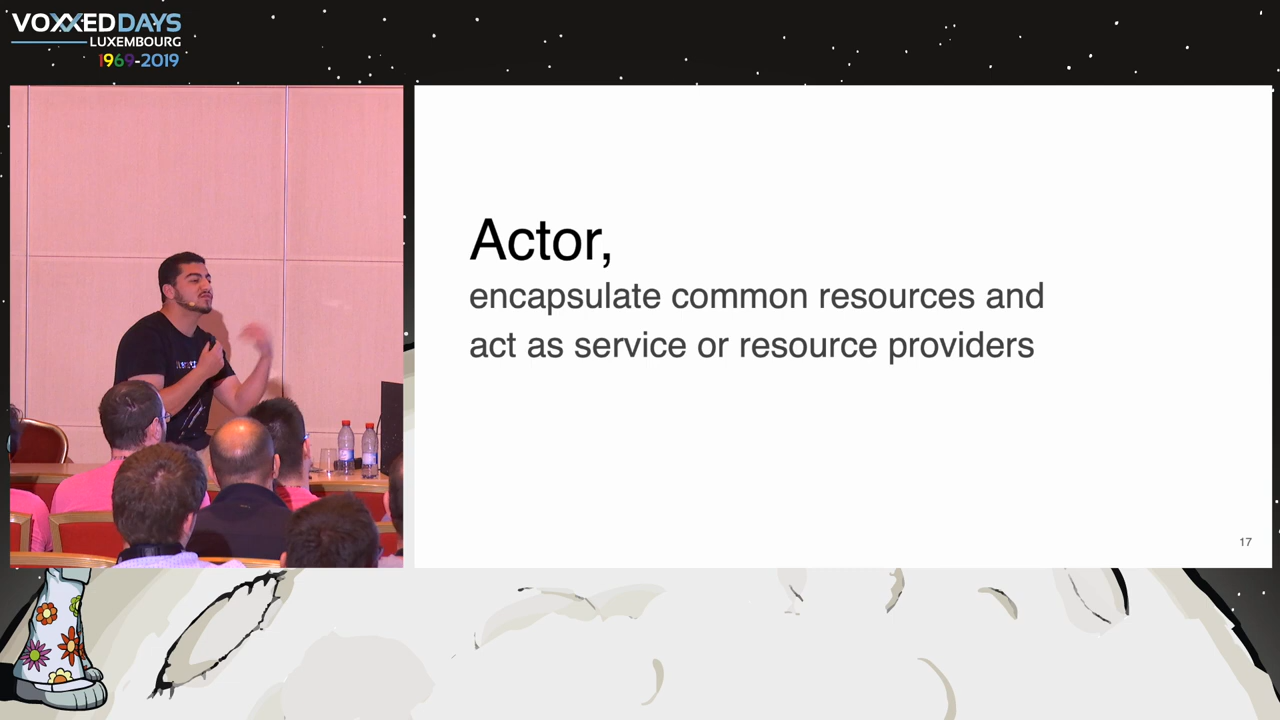 VOXXEDDAYS
LUXEMBOURG
1969-2019
Actor,
encapsulate common resources and
act as service or resource providers
17